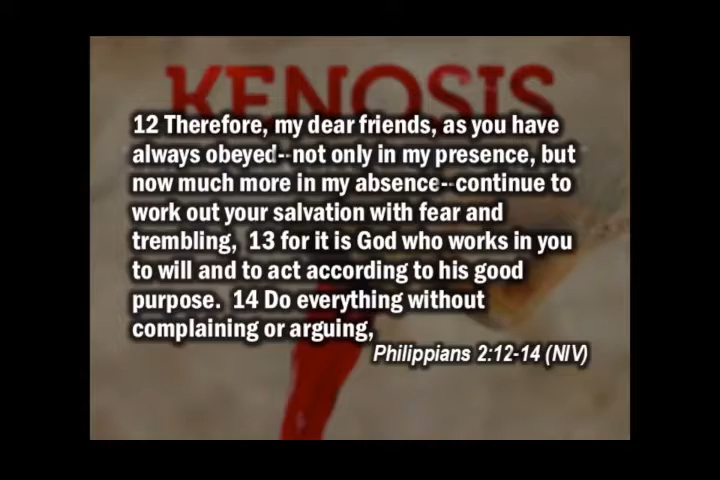 KENOSIS
12 Therefore, my dear friends, as you have
always obeyed--not only in my presence, but
now much more in my absence--continue to
work out your salvation with fear and
trembling,  13 for it is God who works in you
to will and to act according to his good
purpose.  14 Do everything without
complaining or arguing,
Philippians 2:12-14 (NIV)